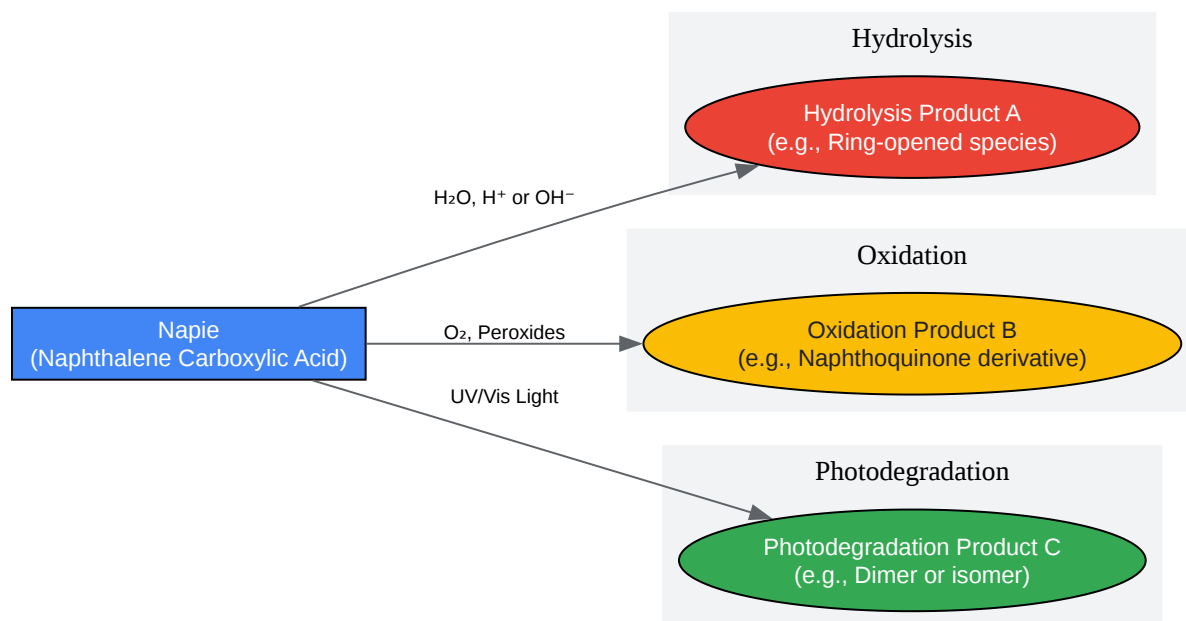 Hydrolysis
Hydrolysis Product A
(e.g., Ring-opened species)
H₂O, H⁺ or OH⁻
Oxidation
Napie
(Naphthalene Carboxylic Acid)
O₂, Peroxides
Oxidation Product B
(e.g., Naphthoquinone derivative)
UV/Vis Light
Photodegradation
Photodegradation Product C
(e.g., Dimer or isomer)